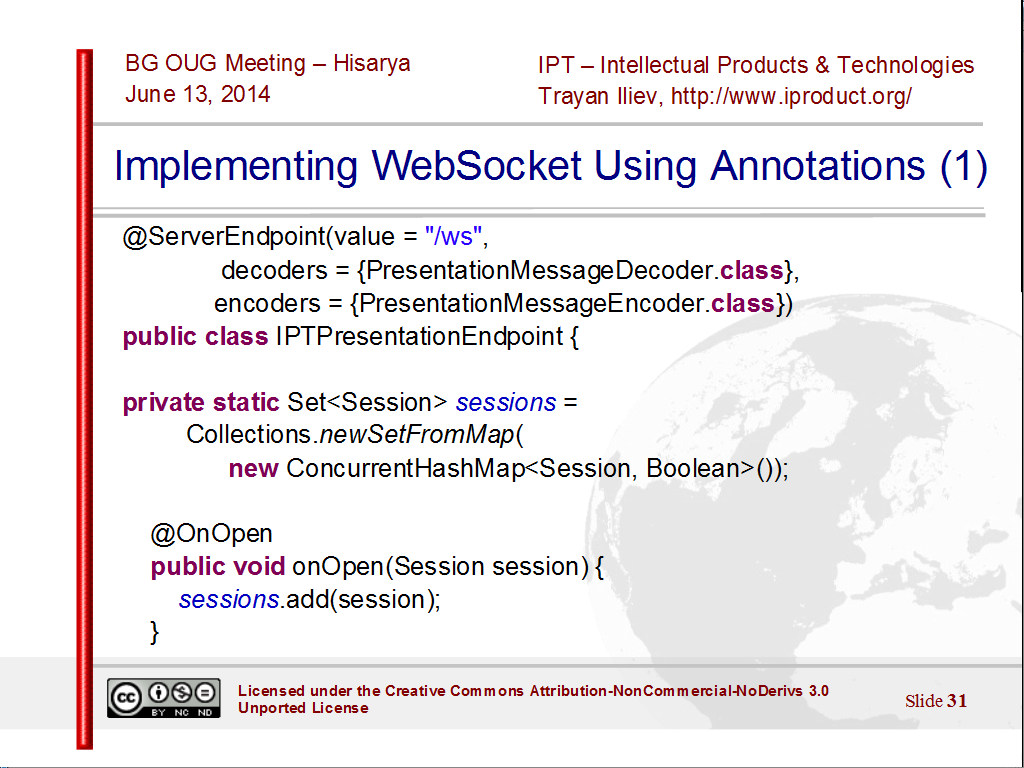 BG OUG Meeting – Hisarya
June 13, 2014
IPT – Intellectual Products & Technologies
Trayan Iliev, http://www.iproduct.org/
Implementing WebSocket Using Annotations (1)
@ServerEndpoint(value = "/ws",
decoders = {PresentationMessageDecoder.class},
encoders = {PresentationMessageEncoder.class})
public class IPTPresentationEndpoint {
private static Set<Session> sessions =
Collections.newSetFromMap(
new ConcurrentHashMap<Session, Boolean>());
@OnOpen
public void onOpen(Session session) {
sessions.add(session);
}
cc BY NC ND
Licensed under the Creative Commons Attribution-NonCommercial-NoDerivs 3.0
Unported License
Slide 31